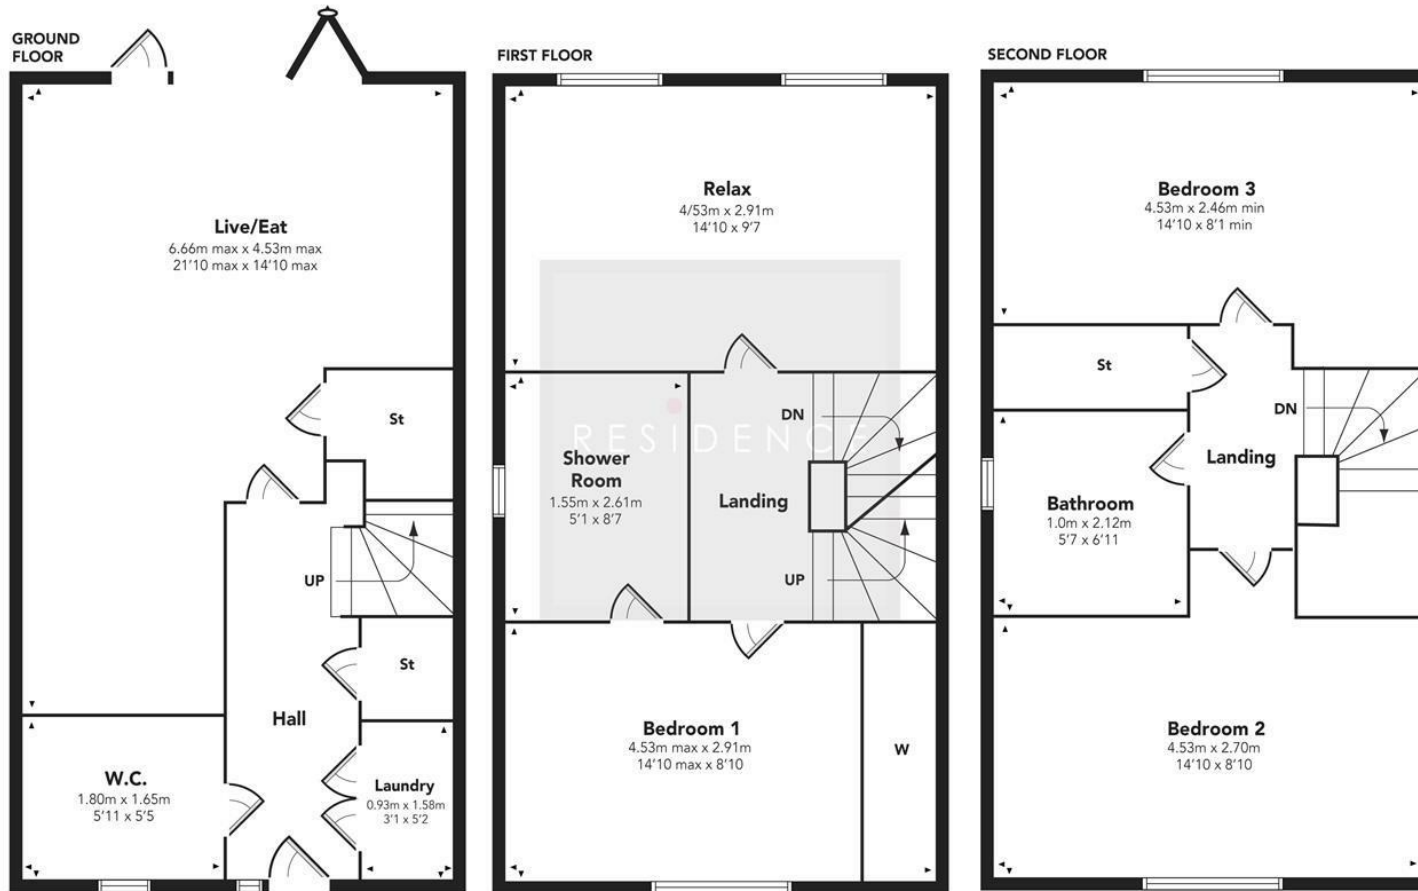 GROUND
FLOOR
Live/Eat
6.66m max x 4.53m max
21'10 max x 14'10 max
St
UP
St
Hall
W.C.
1.80m x 1.65m
5'11 x 5'5
Laundry
0.93m x 1.58m
3'1 x 5'2
FIRST FLOOR
Relax
4/53m x 2.91m
14'10 x 9'7
RESIDENCE
DN
Shower
Room
1.55m x 2.61m
5'1 x 8'7
Landing
UP
Bedroom 1
4.53m max x 2.91m
14'10 max x 8'10
W
SECOND FLOOR
Bedroom 3
4.53m x 2.46m min
14'10 x 8'1 min
St
DN
Landing
Bathroom
1.0m x 2.12m
5'7 x 6'11
Bedroom 2
4.53m x 2.70m
14'10 x 8'10